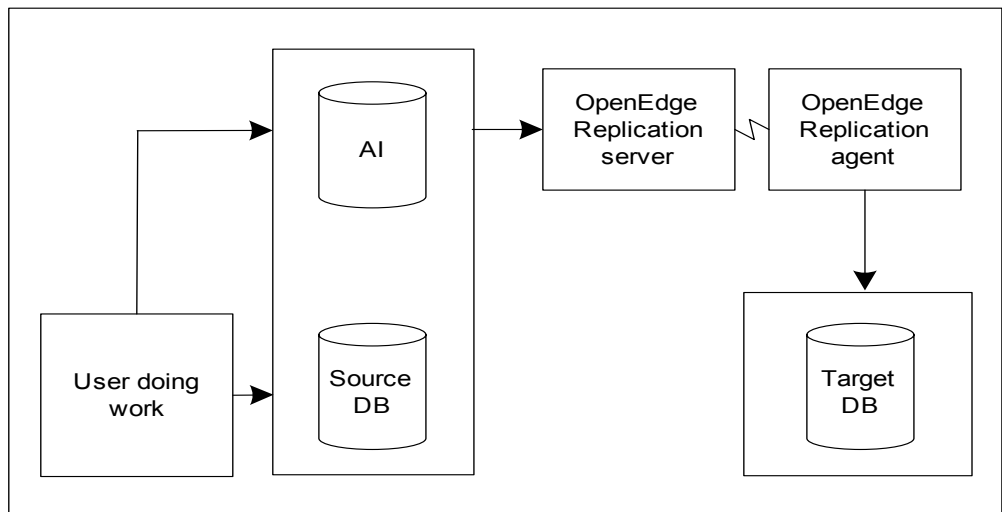 AI
OpenEdge
Replication
server
OpenEdge
Replication
agent
User doing
work
Source
DB
Target
DB